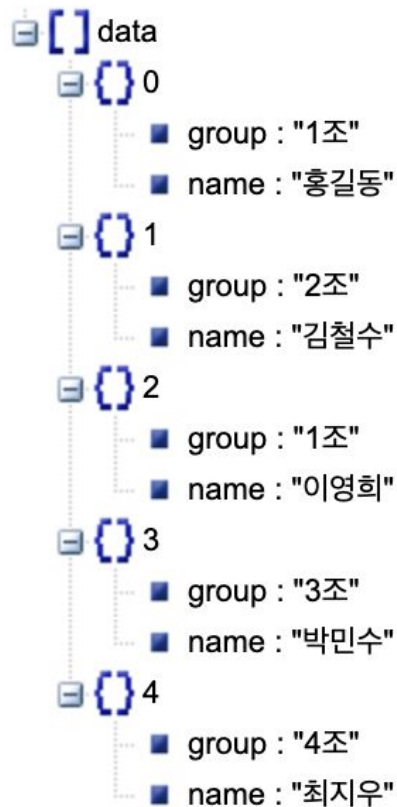 data
0
group : "1조"
name : "홍길동"
1
group : "2조"
name : "김철수"
2
group : "1조"
name : "이영희"
3
group : "3조"
name : "박민수"
4
group : "4조"
name : "최지우"